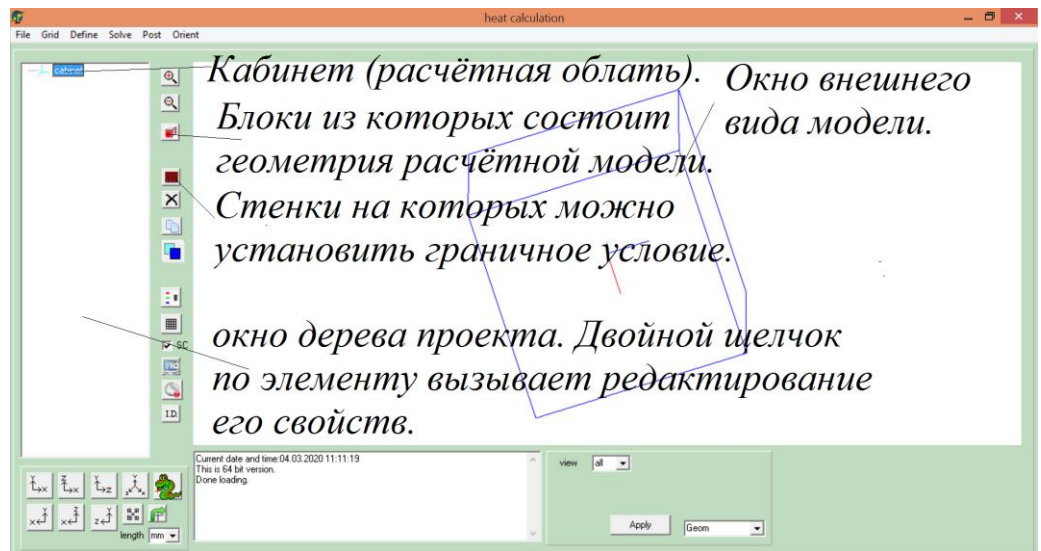 heat calculation
File Grid Define Solve Post Orient
cabinet
Кабинет (расчётная облать).
Окно внешнего
вида модели.
Блоки из которых состоит
геометрия расчётной модели.
Стенки на которых можно
установить граничное условие.
SC
окно дерева проекта. Двойной щелчок
по элементу вызывает редактирование
его свойств.
I.D.
Current date and time:04.03.2020 11:11:19
This is 64 bit version.
Done loading.
view all
Apply Geom
length mm